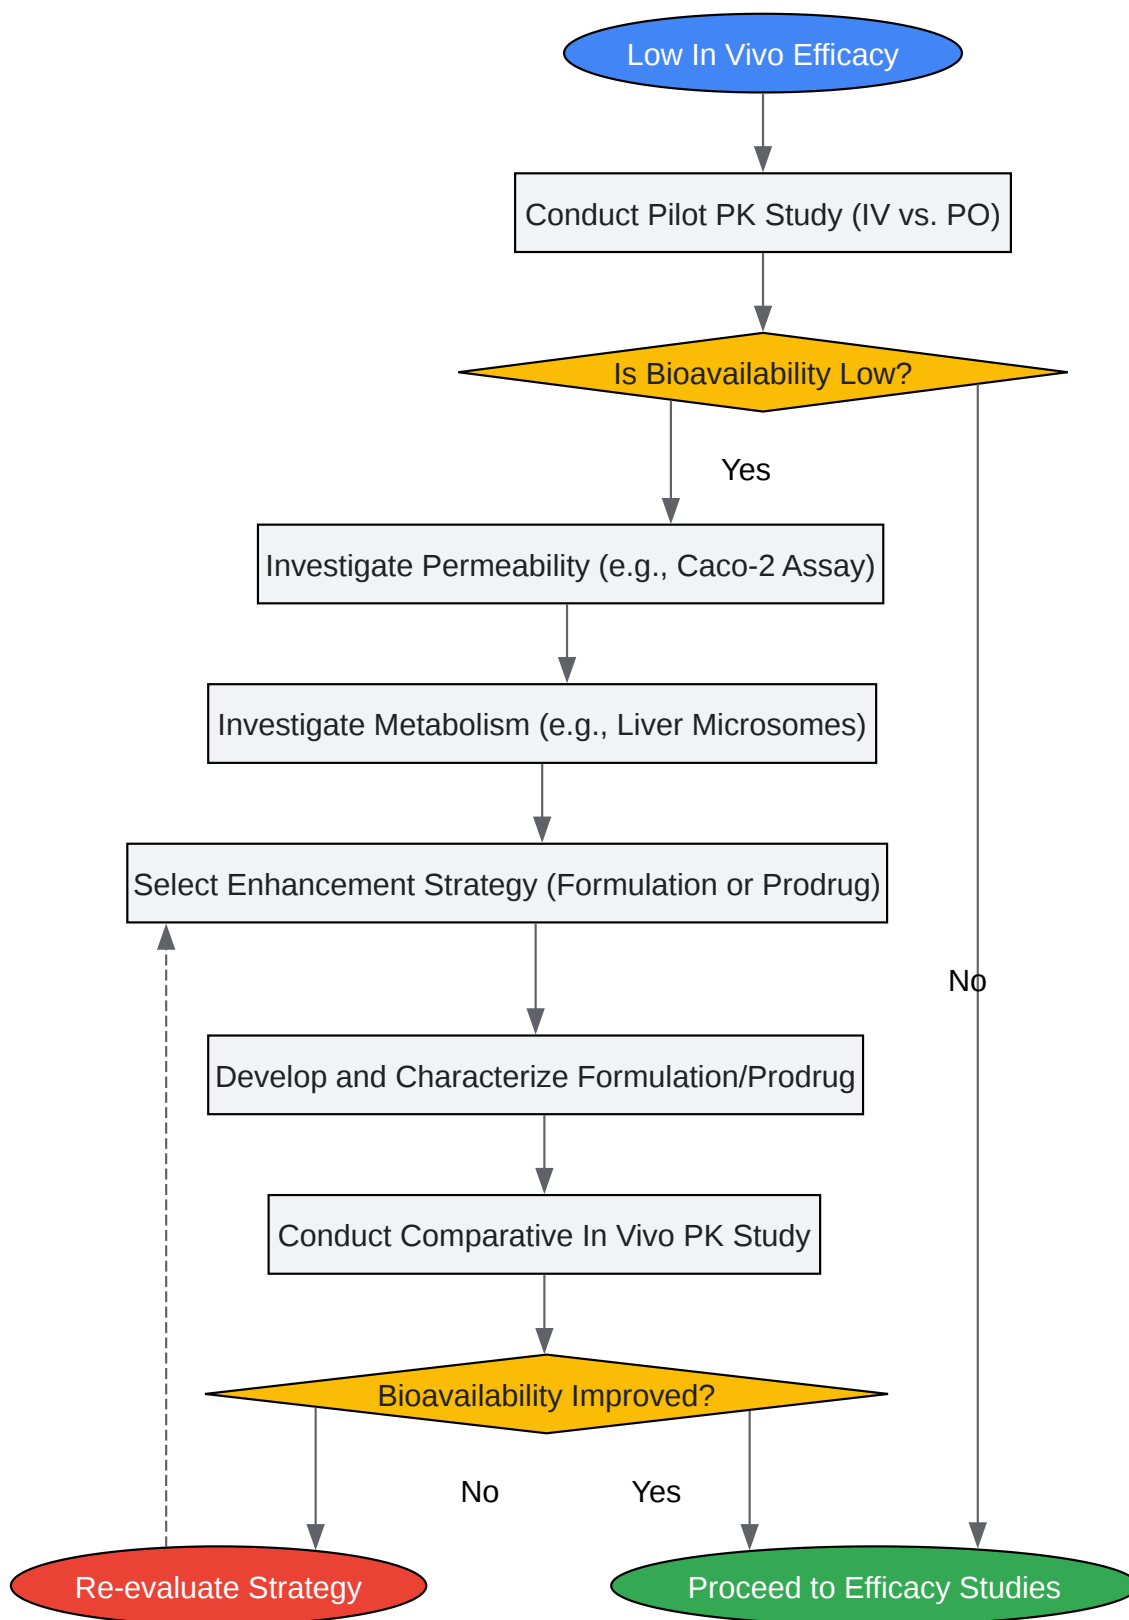 Low In Vivo Efficacy
Conduct Pilot PK Study (IV vs. PO)
Is Bioavailability Low?
Yes
Investigate Permeability (e.g., Caco-2 Assay)
Investigate Metabolism (e.g., Liver Microsomes)
Select Enhancement Strategy (Formulation or Prodrug)
No
Develop and Characterize Formulation/Prodrug
Conduct Comparative In Vivo PK Study
Bioavailability Improved?
No
Yes
Re-evaluate Strategy
Proceed to Efficacy Studies